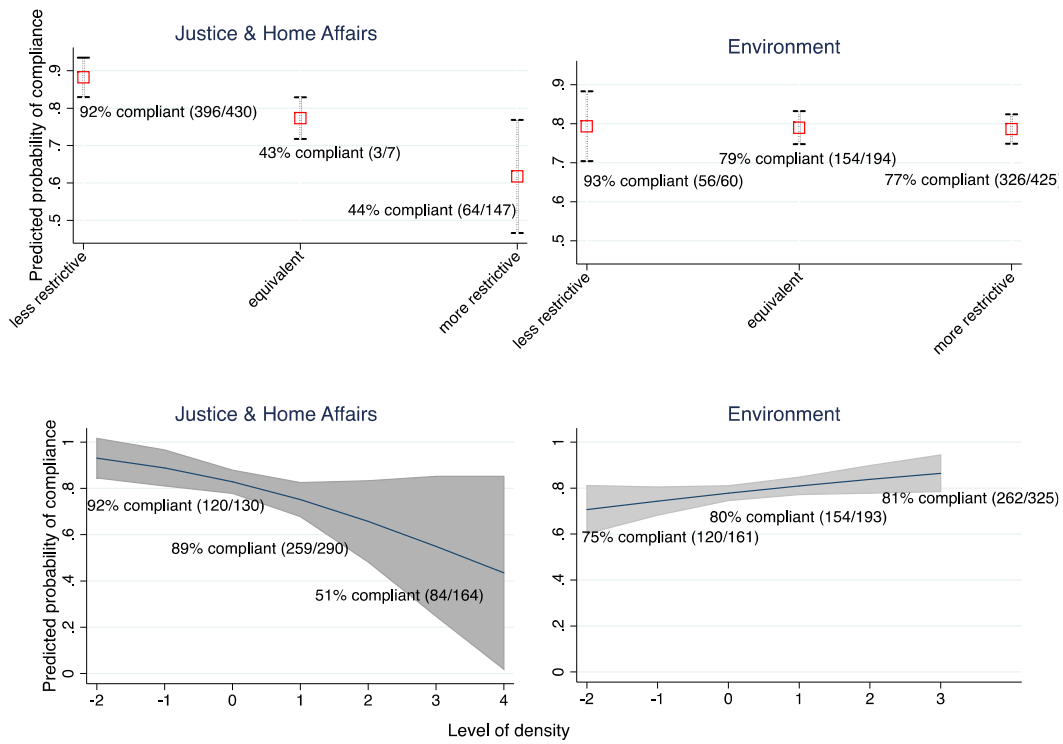 Justice & Home Affairs
Predicted probability of compliance
.9
.8
.7
.6
.5
92% compliant (396/430)
43% compliant (3/7)
44% compliant (64/147)
less restrictive
equivalent
more restrictive
Environment
.9
.8
.7
.6
.5
79% compliant (154/194)
93% compliant (56/60)
77% compliant (326/425)
less restrictive
equivalent
more restrictive
Justice & Home Affairs
Predicted probability of compliance
1
.8
.6
.4
.2
0
92% compliant (120/130)
89% compliant (259/290)
51% compliant (84/164)
-2 -1 0 1 2 3 4
Environment
1
.8
.6
.4
.2
0
81% compliant (262/325)
80% compliant (154/193)
75% compliant (120/161)
-2 -1 0 1 2 3
Level of density